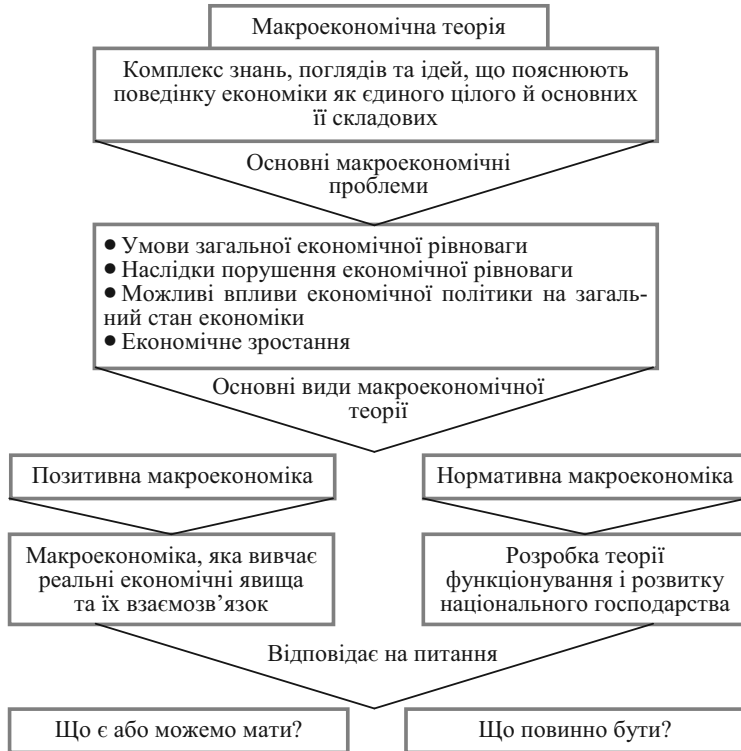 Макроекономічна теорія
Комплекс знань, поглядів та ідей, що пояснюють
поведінку економіки як єдиного цілого й основних
її складових
Основні макроекономічні
проблеми
● Умови загальної економічної рівноваги
● Наслідки порушення економічної рівноваги
● Можливі впливи економічної політики на загаль-
ний стан економіки
● Економічне зростання
Основні види макроекономічної
теорії
Позитивна макроекономіка
Нормативна макроекономіка
Макроекономіка, яка вивчає
реальні економічні явища
та їх взаємозв’язок
Розробка теорії
функціонування і розвитку
національного господарства
Відповідає на питання
Що є або можемо мати?
Що повинно бути?